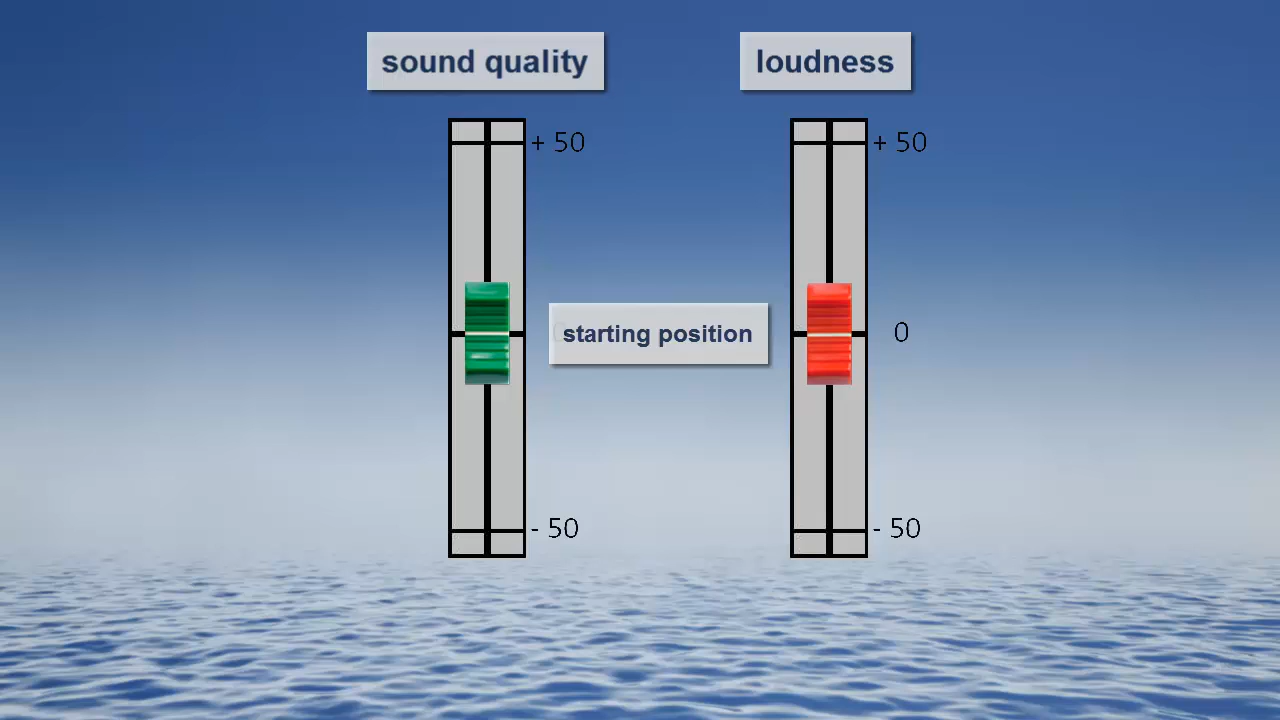 sound quality
loudness
+ 50
+ 50
starting position
0
- 50
- 50